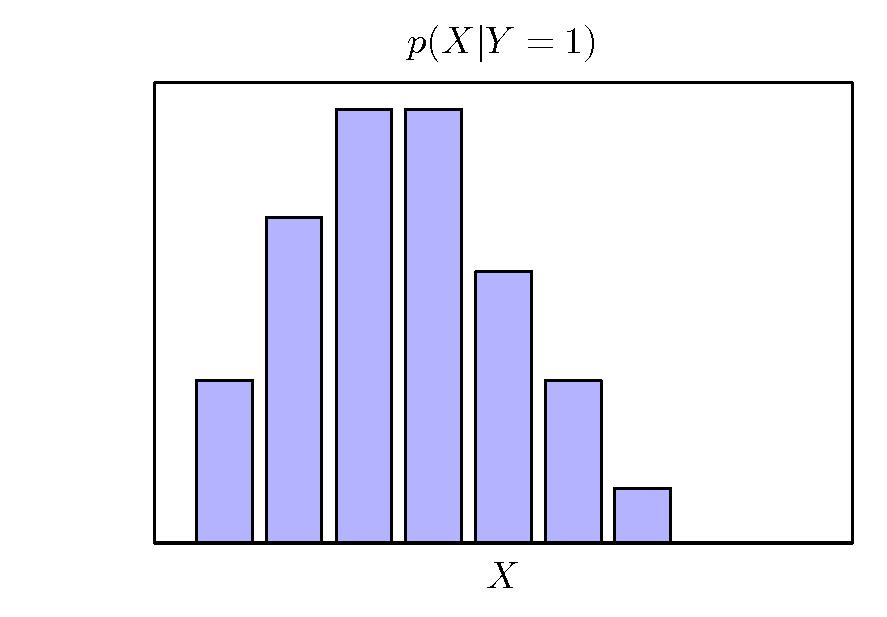 p(X|Y = 1)
X